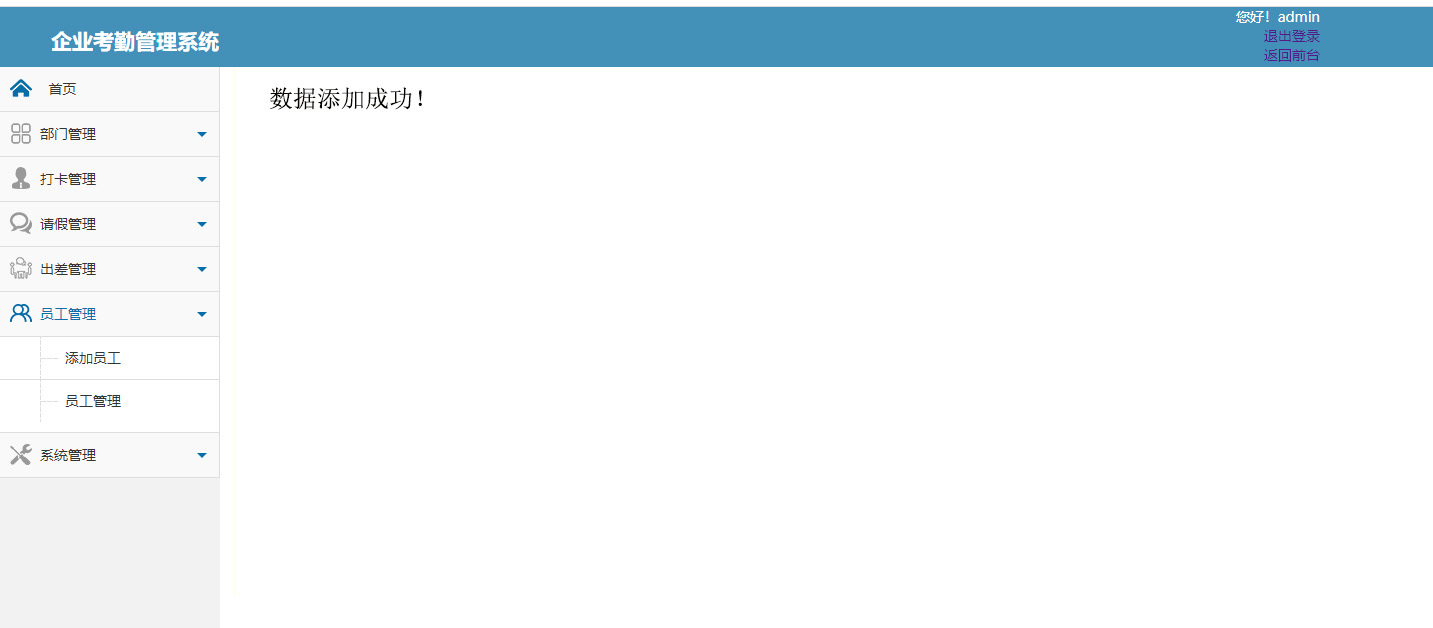 您好！admin
企业考勤管理系统
退出登录
返回前台
首页
数据添加成功！
部门管理
打卡管理
请假管理
出差管理
员工管理
添加员工
员工管理
系统管理